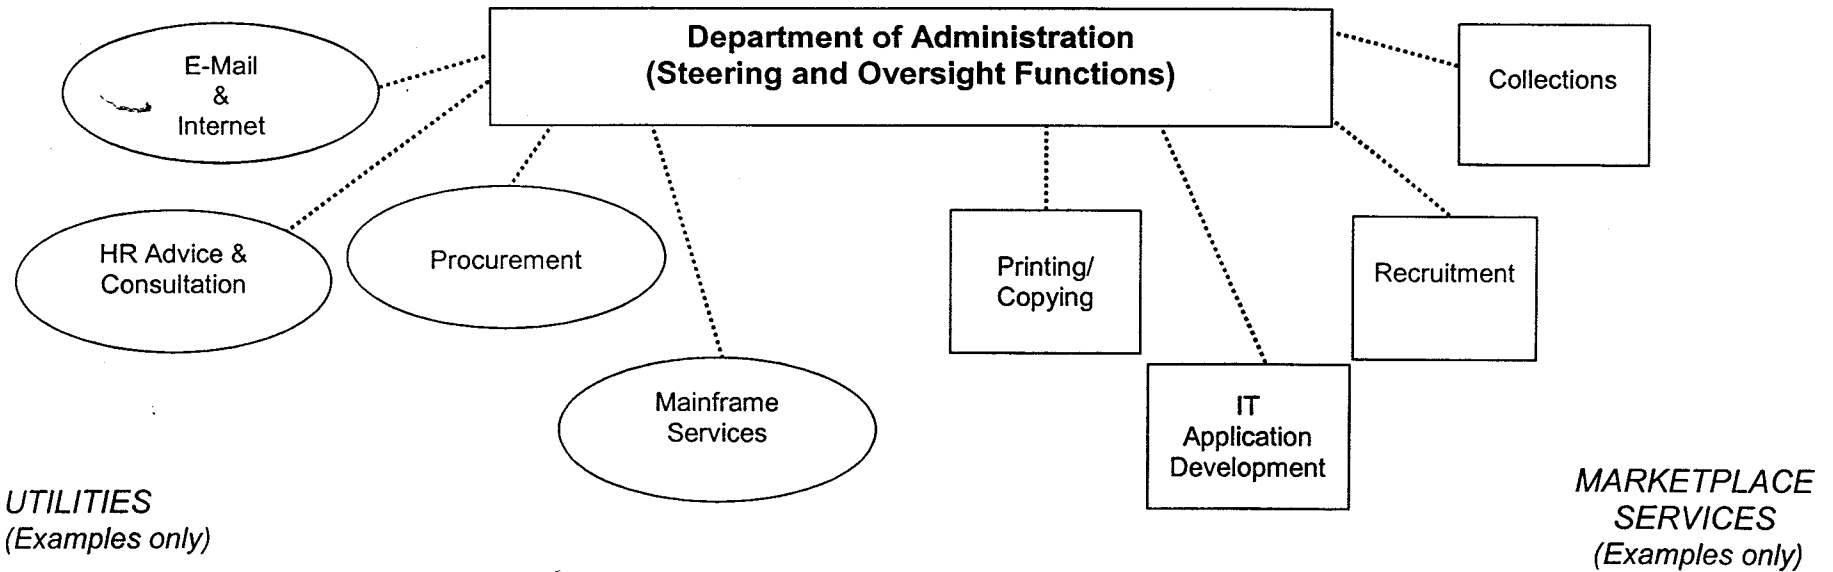 Department of Administration
(Steering and Oversight Functions)
E-Mail
&
Internet
Collections
HR Advice &
Consultation
Procurement
Printing/
Copying
Recruitment
Mainframe
Services
IT
Application
Development
UTILITIES
(Examples only)
MARKETPLACE
SERVICES
(Examples only)